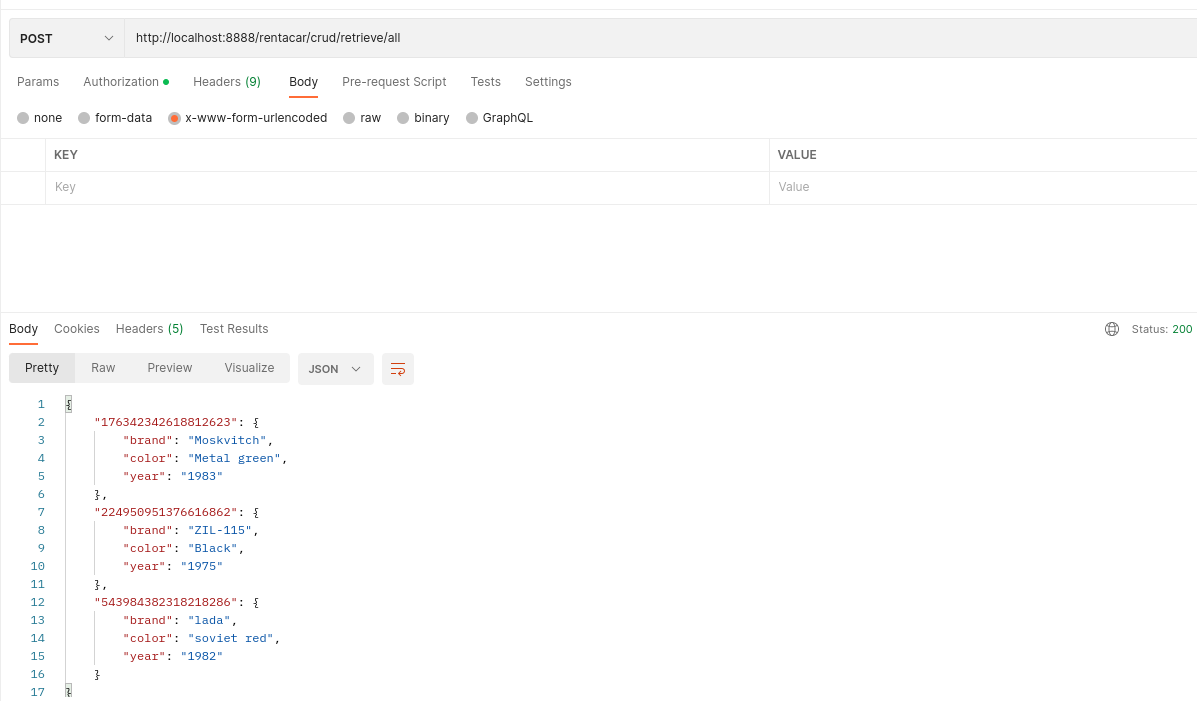 POST http://localhost:8888/rentacar/crud/retrieve/all
Params Authorization Headers (9) Body Pre-request Script Tests Settings
none form-data x-www-form-urlencoded raw binary GraphQL
KEY VALUE
Key Value
Body Cookies Headers (5) Test Results Status: 200
Pretty Raw Preview Visualize JSON
1 {
2 "176342342618812623": {
3 "brand": "Moskvitch",
4 "color": "Metal green",
5 "year": "1983"
6 },
7 "224950951376616862": {
8 "brand": "ZIL-115",
9 "color": "Black",
10 "year": "1975"
11 },
12 "543984382318218286": {
13 "brand": "lada",
14 "color": "soviet red",
15 "year": "1982"
16 }
17 }